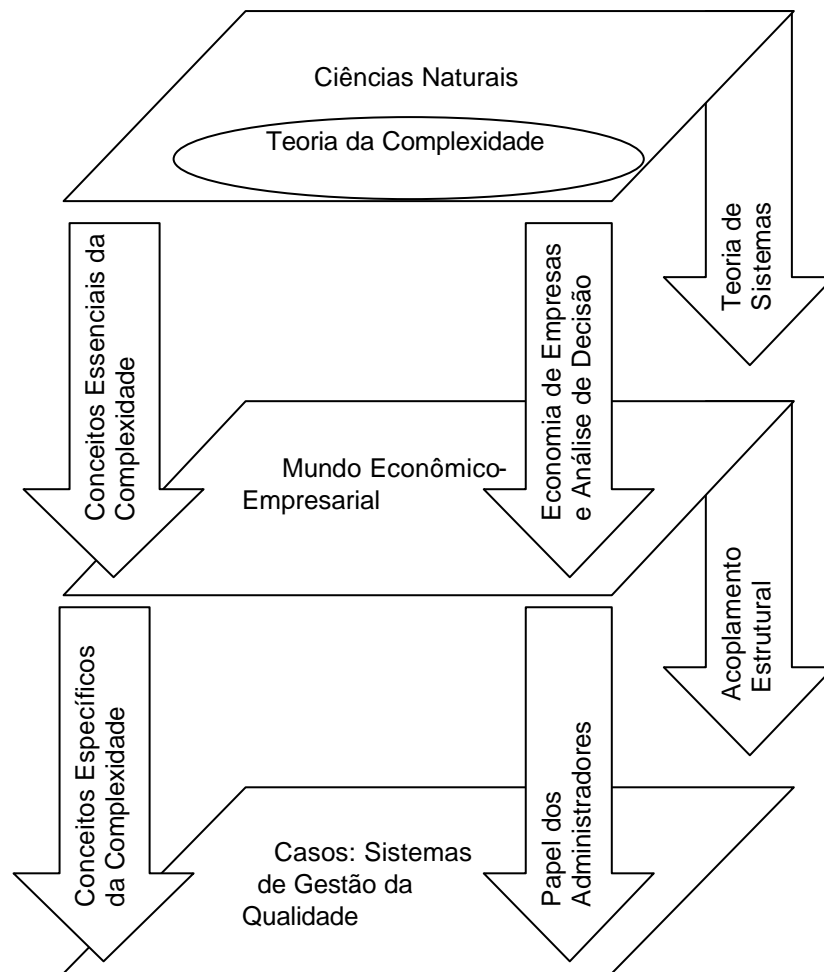 Ciências Naturais
Teoria da Complexidade
Conceitos Essenciais da
Complexidade
Economia de Empresas
e Análise de Decisão
Teoria de
Sistemas
Mundo Econômico-
Empresarial
Conceitos Específicos
da Complexidade
Papel dos
Administradores
Acoplamento
Estrutural
Casos: Sistemas
de Gestão da
Qualidade